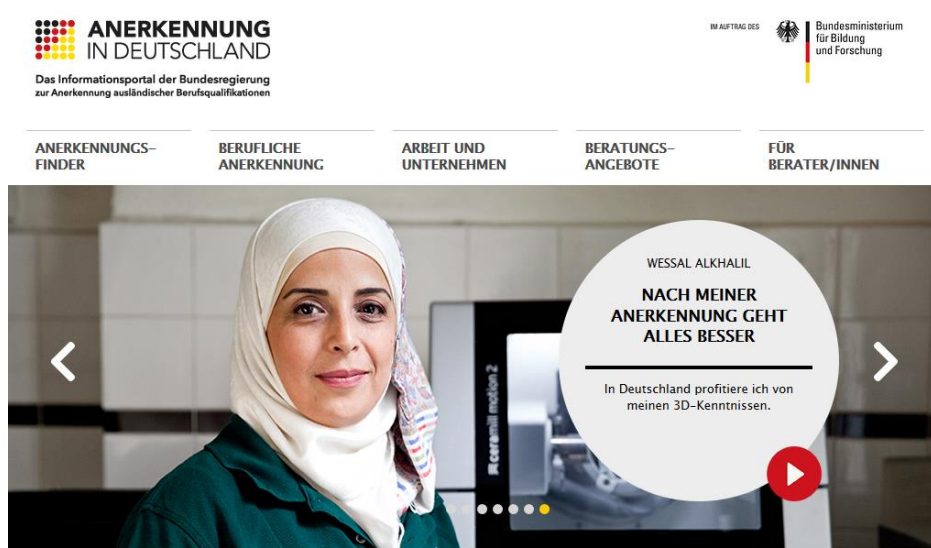 ANERKENNUNG
IN DEUTSCHLAND
Das Informationsportal der Bundesregierung
zur Anerkennung ausländischer Berufsqualifikationen
IM AUFTRAG DES
Bundesministerium
für Bildung
und Forschung
ANERKENNUNGS-
FINDER
BERUFLICHE
ANERKENNUNG
ARBEIT UND
UNTERNEHMEN
BERATUNGS-
ANGEBOTE
FÜR
BERATER/INNEN
WESSAL ALKHALIL
NACH MEINER
ANERKENNUNG GEHT
ALLES BESSER
In Deutschland profitiere ich von
meinen 3D-Kenntnissen.
ceramill motion 2